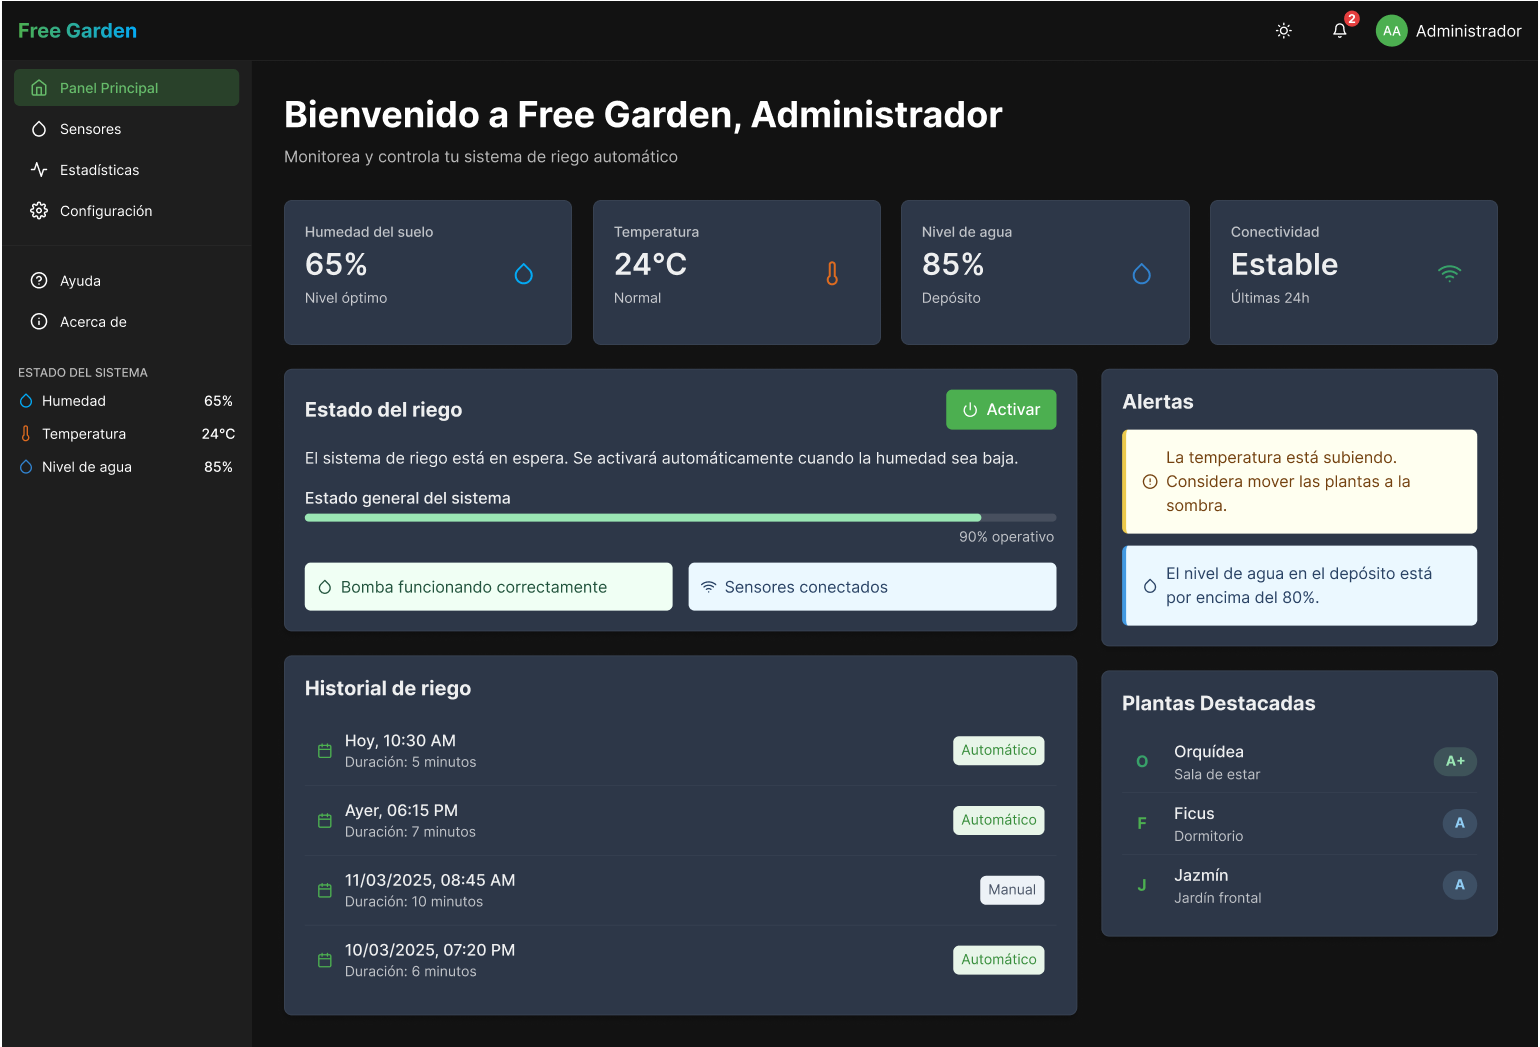 Free Garden
2
AA
Administrador
Panel Principal
Sensores
Estadísticas
Configuración
Ayuda
Acerca de
ESTADO DEL SISTEMA
Humedad 65%
Temperatura 24°C
Nivel de agua 85%
Bienvenido a Free Garden, Administrador
Monitorea y controla tu sistema de riego automático
Humedad del suelo
65%
Nivel óptimo
Temperatura
24°C
Normal
Nivel de agua
85%
Depósito
Conectividad
Estable
Últimas 24h
Estado del riego
Activar
El sistema de riego está en espera. Se activará automáticamente cuando la humedad sea baja.
Estado general del sistema
90% operativo
Bomba funcionando correctamente
Sensores conectados
Historial de riego
Hoy, 10:30 AM
Duración: 5 minutos
Automático
Ayer, 06:15 PM
Duración: 7 minutos
Automático
11/03/2025, 08:45 AM
Duración: 10 minutos
Manual
10/03/2025, 07:20 PM
Duración: 6 minutos
Automático
Alertas
La temperatura está subiendo.
Considera mover las plantas a la
sombra.
El nivel de agua en el depósito está
por encima del 80%.
Plantas Destacadas
O
Orquídea
Sala de estar
A+
F
Ficus
Dormitorio
A
J
Jazmín
Jardín frontal
A